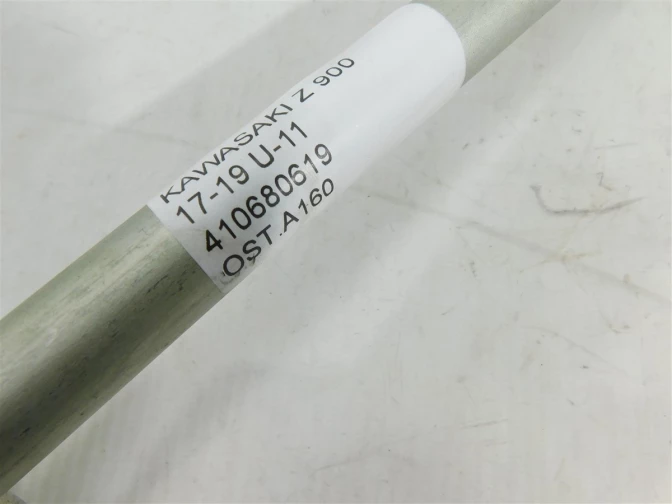 KAWASAKI Z 900
17-19 U-11
410680619
OST.A160